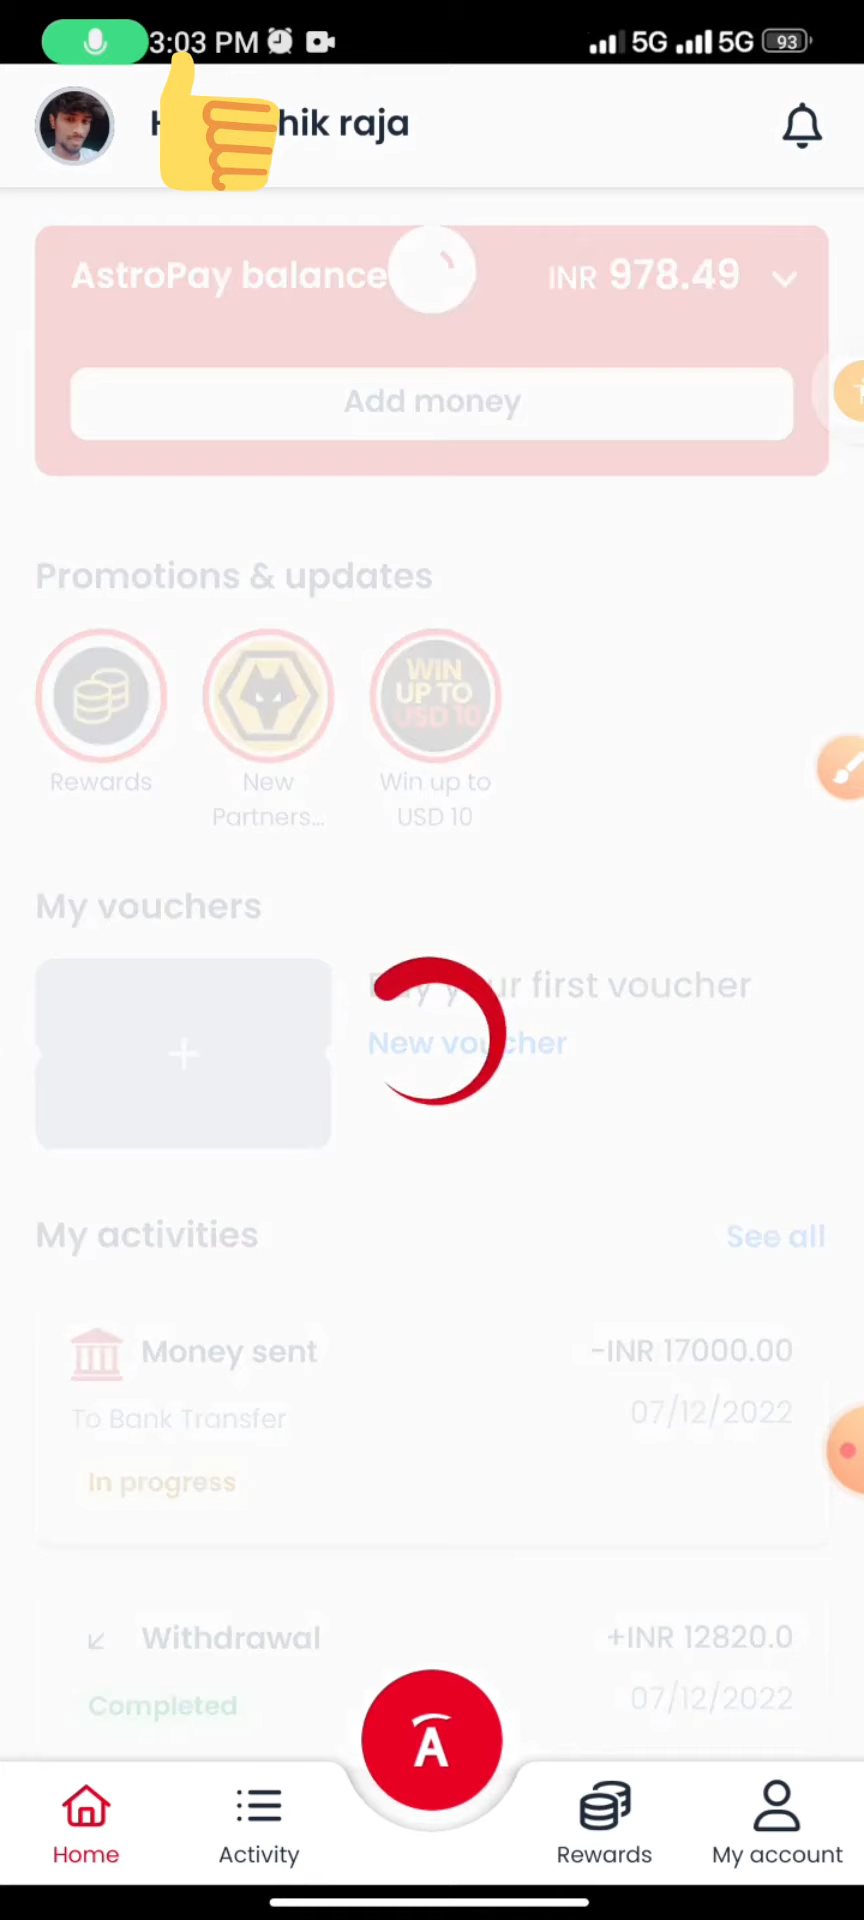 3:03 PM 5G 5G 93
hik raja
AstroPay balance INR 978.49
Add money
Promotions & updates
WIN
UP TO
USD 10
Rewards New Win up to
Partners... USD 10
My vouchers
+
Buy your first voucher
New voucher
My activities See all
Money sent -INR 17000.00
To Bank Transfer 07/12/2022
In progress
Withdrawal +INR 12820.0
Completed 07/12/2022
A
Home Activity Rewards My account